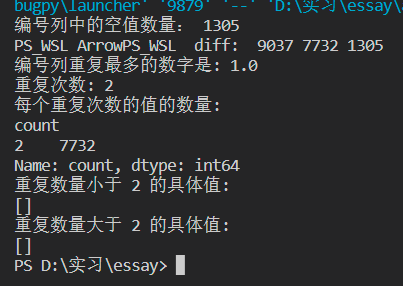 bugpy\launcher' '9879' '--' 'D:\实习\essay\
编号列中的空值数量： 1305
PS_WSL ArrowPS_WSL  diff:  9037 7732 1305
编号列重复最多的数字是: 1.0
重复次数: 2
每个重复次数的值的数量:
count
2    7732
Name: count, dtype: int64
重复数量小于 2 的具体值:
[]
重复数量大于 2 的具体值:
[]
PS D:\实习\essay>